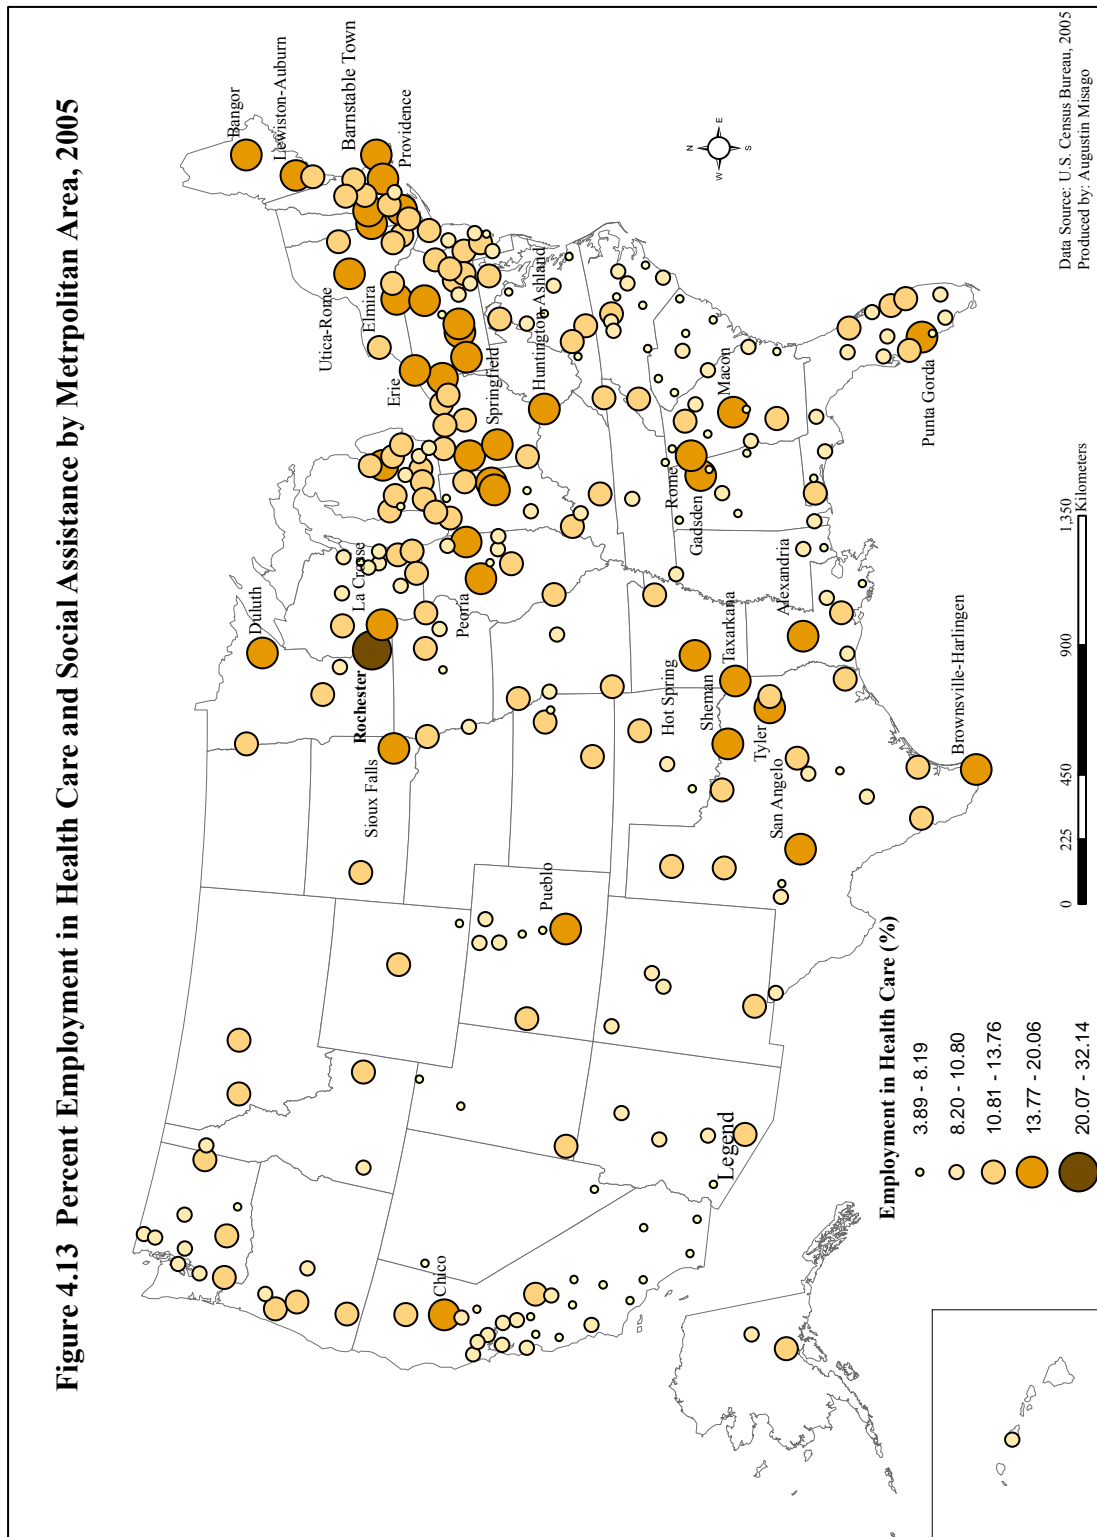 Figure 4.13 Percent Employment in Health Care and Social Assistance by Metrpolitan Area, 2005
Bangor
Lewiston-Auburn
Barnstable Town
Providence
Utica-Rome
Elmira
Erie
Springfield
Huntington-Ashland
Duluth
La Crosse
Rochester
Sioux Falls
Peoria
Pueblo
Chico
Hot Spring
Sheman
Taxarkana
Tyler
San Angelo
Alexandria
Rome
Gadsden
Macon
Punta Gorda
Brownsville-Harlingen
N
W
E
S
Legend
Employment in Health Care (%)
3.89 - 8.19
8.20 - 10.80
10.81 - 13.76
13.77 - 20.06
20.07 - 32.14
0 225 450 900 1,350
Kilometers
Data Source: U.S. Census Bureau, 2005
Produced by: Augustin Misago